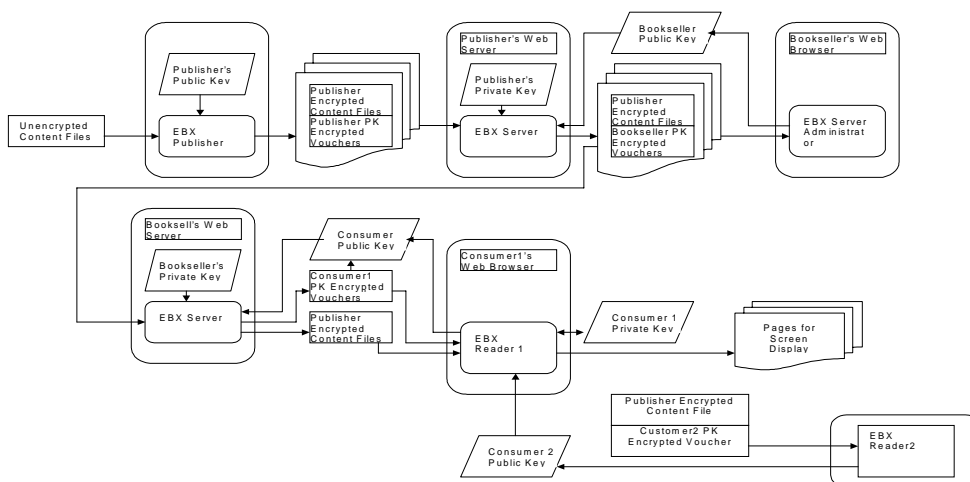 Publisher's
Public Key
Unencrypted
Content Files
EBX
Publisher
Publisher
Encrypted
Content Files
Publisher PK
Encrypted
Vouchers
Publisher's Web
Server
Publisher's
Private Key
EBX Server
Bookseller
Public Key
Publisher
Encrypted
Content Files
Bookseller PK
Encrypted
Vouchers
Bookseller's Web
Browser
EBX Server
Administrat
or
Booksell's Web
Server
Bookseller's
Private Key
EBX Server
Consumer
Public Key
Consumer1
PK Encrypted
Vouchers
Publisher
Encrypted
Content Files
Consumer1's
Web Browser
EBX
Reader 1
Consumer 1
Private Key
Pages for
Screen
Display
Consumer 2
Public Key
Publisher Encrypted
Content File
Customer2 PK
Encrypted Voucher
EBX
Reader2